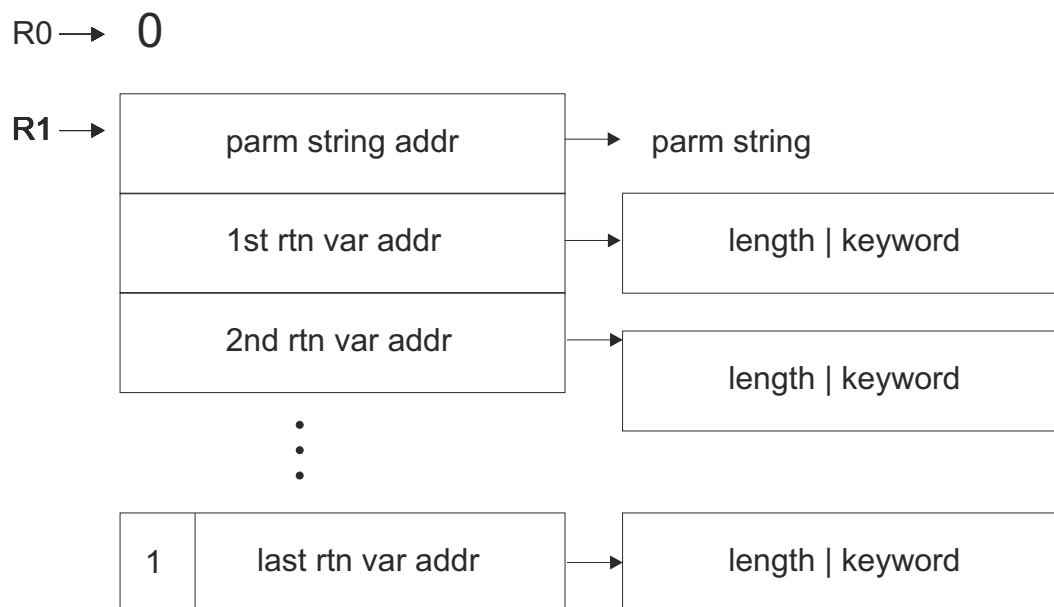 R0 0
R1 parm string addr parm string
1st rtn var addr length | keyword
2nd rtn var addr length | keyword
1 last rtn var addr length | keyword